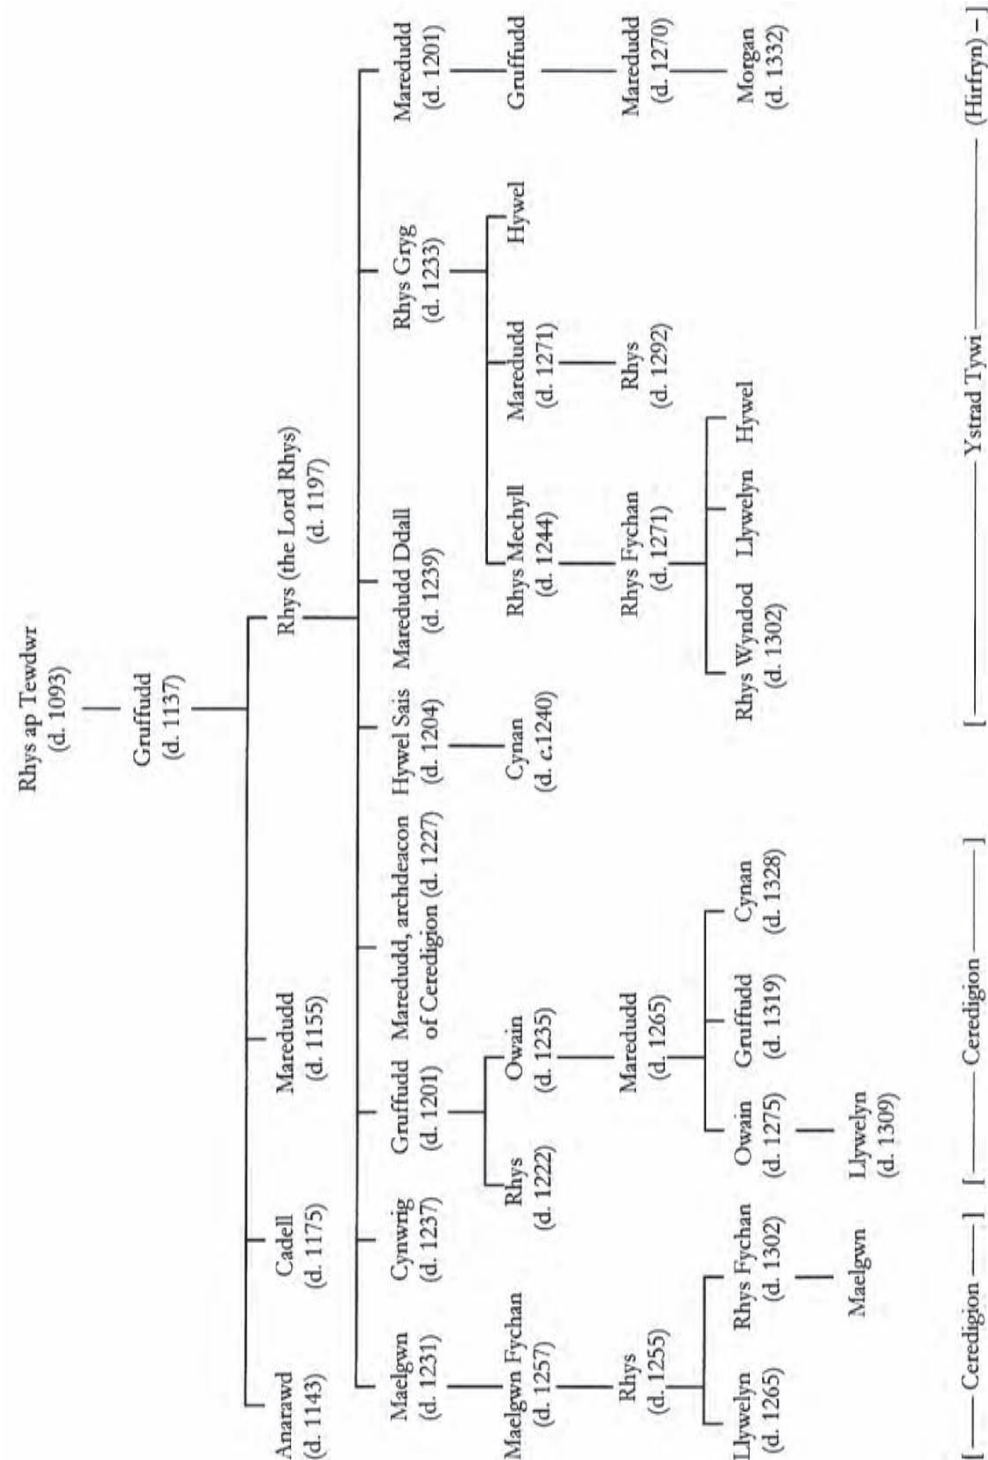 Rhys ap Tewdwr
(d. 1093)
Gruffudd
(d. 1137)
Anarawd
(d. 1143)
Cadell
(d. 1175)
Maredudd
(d. 1155)
Rhys (the Lord Rhys)
(d. 1197)
Maelgwn
(d. 1231)
Cynwrig
(d. 1237)
Gruffudd
(d. 1201)
Maredudd, archdeacon
of Ceredigion (d. 1227)
Hywel Sais
(d. 1204)
Maredudd Ddall
(d. 1239)
Rhys Gryg
(d. 1233)
Maredudd
(d. 1201)
Maelgwn Fychan
(d. 1257)
Rhys
(d. 1222)
Owain
(d. 1235)
Cynan
(d. c.1240)
Rhys Mechyll
(d. 1244)
Maredudd
(d. 1271)
Hywel
Gruffudd
Rhys
(d. 1255)
Maredudd
(d. 1265)
Rhys Fychan
(d. 1271)
Rhys
(d. 1292)
Maredudd
(d. 1270)
Llywelyn
(d. 1265)
Rhys Fychan
(d. 1302)
Owain
(d. 1275)
Gruffudd
(d. 1319)
Cynan
(d. 1328)
Rhys Wyndod
(d. 1302)
Llywelyn
Hywel
Morgan
(d. 1332)
Maelgwn
Llywelyn
(d. 1309)
[— Ceredigion —] [— Ceredigion —] [— Ystrad Tywi — (Hirfryn) –]